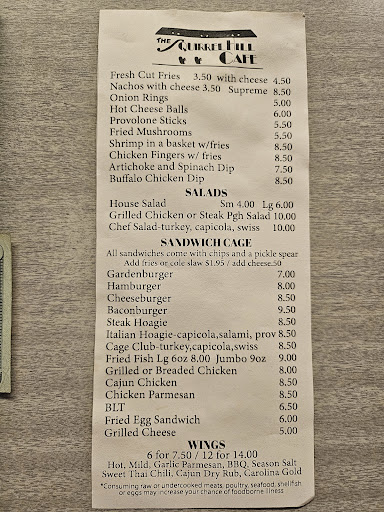 THE SQUIRREL HILL
CAFE
Fresh Cut Fries 3.50 with cheese 4.50
Nachos with cheese 3.50 Supreme 8.50
Onion Rings 5.00
Hot Cheese Balls 6.00
Provolone Sticks 5.50
Fried Mushrooms 5.50
Shrimp in a basket w/fries 8.50
Chicken Fingers w/ fries 8.50
Artichoke and Spinach Dip 7.50
Buffalo Chicken Dip 8.50
SALADS
House Salad Sm 4.00 Lg 6.00
Grilled Chicken or Steak Pgh Salad 10.00
Chef Salad-turkey, capicola, swiss 10.00
SANDWICH CAGE
All sandwiches come with chips and a pickle spear
Add fries or cole slaw $1.95 / add cheese.50
Gardenburger 7.00
Hamburger 8.00
Cheeseburger 8.50
Baconburger 9.50
Steak Hoagie 8.50
Italian Hoagie-capicola,salami, prov 8.50
Cage Club-turkey,capicola,swiss 8.50
Fried Fish Lg 6oz 8.00 Jumbo 9oz 9.00
Grilled or Breaded Chicken 8.00
Cajun Chicken 8.50
Chicken Parmesan 8.50
BLT 6.50
Fried Egg Sandwich 6.00
Grilled Cheese 5.00
WINGS
6 for 7.50 / 12 for 14.00
Hot, Mild, Garlic Parmesan, BBQ, Season Salt
Sweet Thai Chili, Cajun Dry Rub, Carolina Gold
*Consuming raw or undercooked meats, poultry, seafood, shellfish
or eggs may increase your chance of foodborne illness